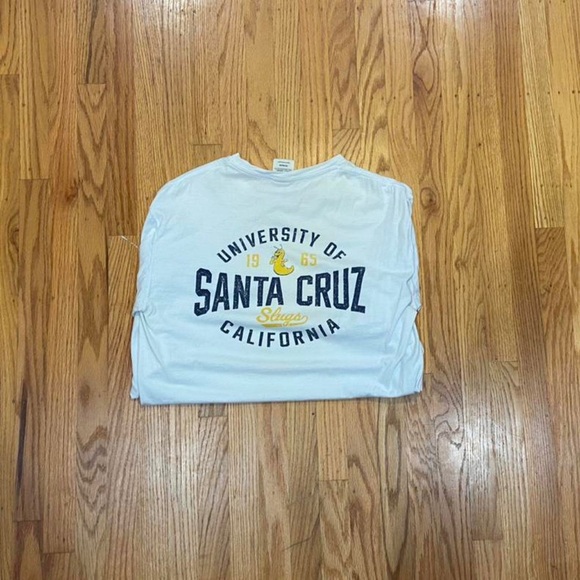 UNIVERSITY OF
19 65
SANTA CRUZ
Slugs
CALIFORNIA